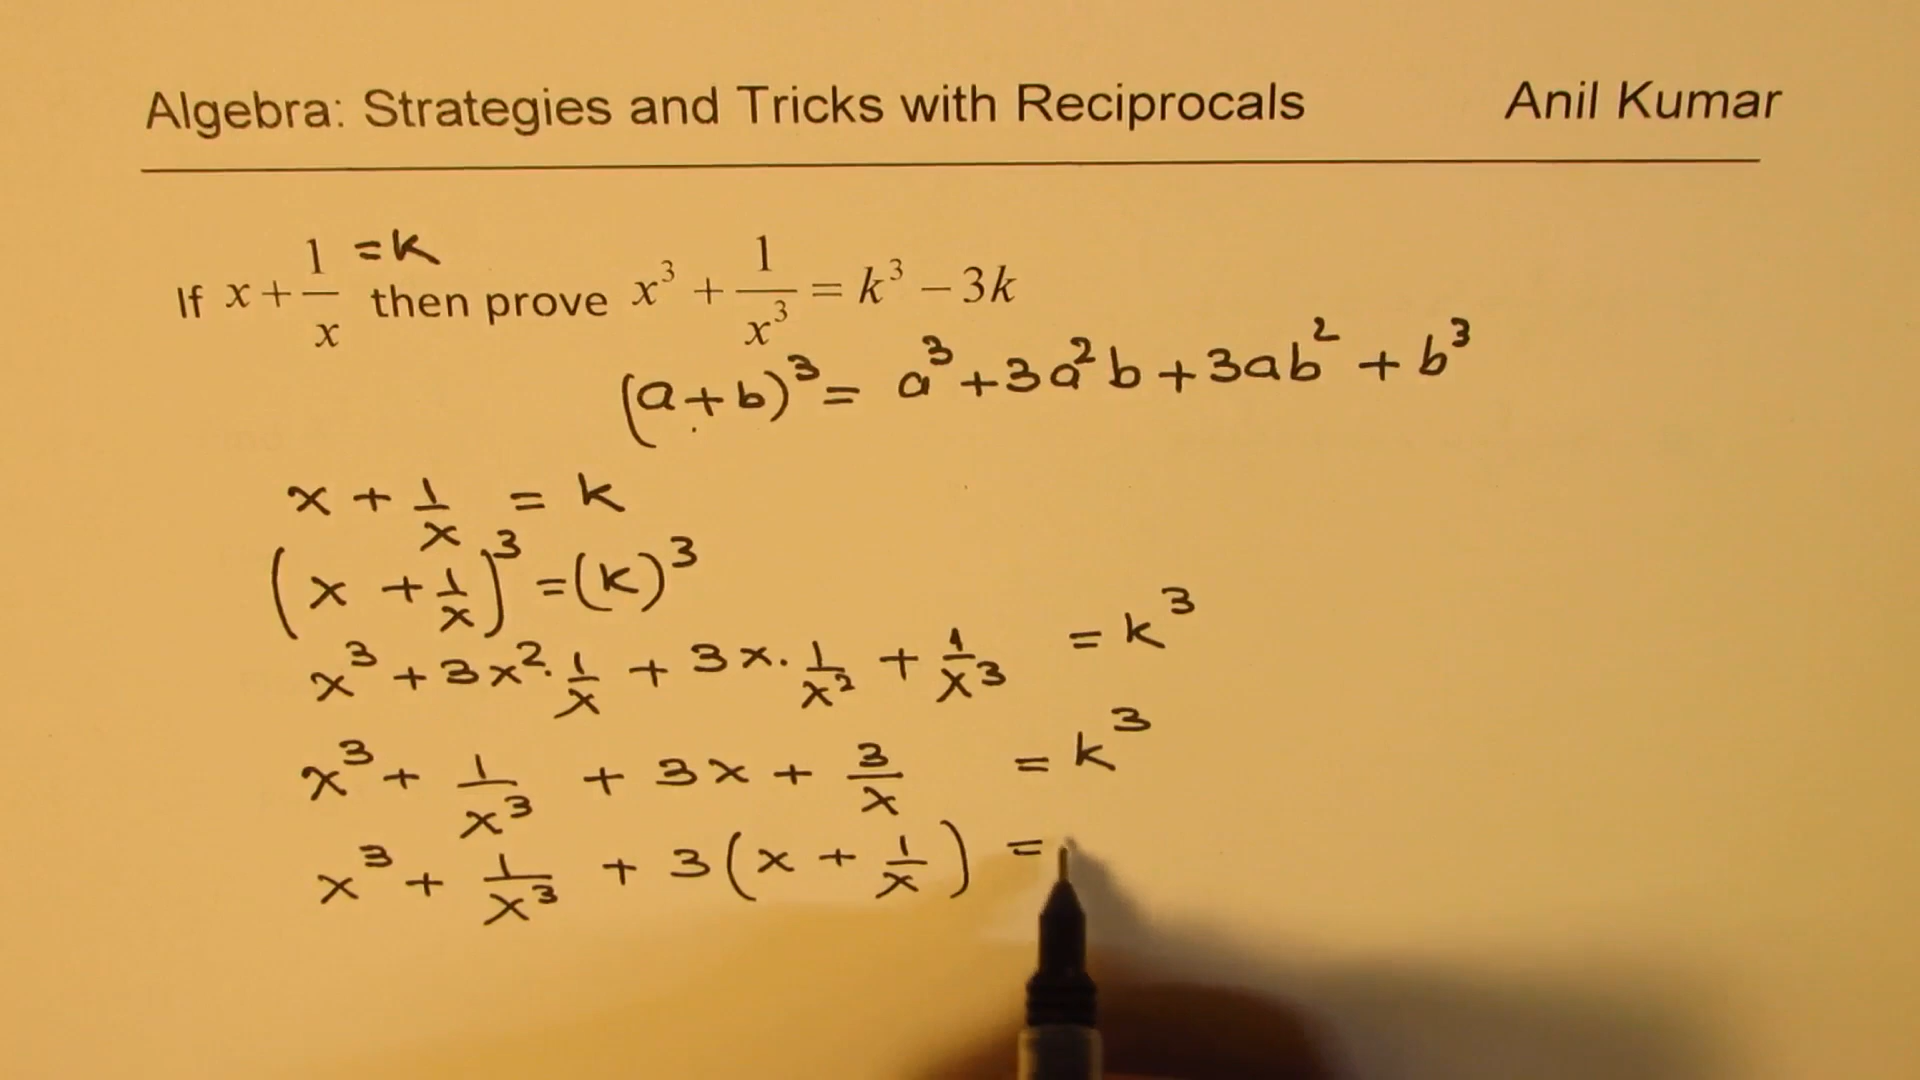 Algebra: Strategies and Tricks with Reciprocals Anil Kumar
If x + 1/x = k then prove x³ + 1/x³ = k³ − 3k
(a+b)³ = a³ + 3a²b + 3ab² + b³
x + 1/x = k
(x + 1/x)³ = (k)³
x³ + 3x² · 1/x + 3x · 1/x² + 1/x³ = k³
x³ + 1/x³ + 3x + 3/x = k³
x³ + 1/x³ + 3(x + 1/x) =